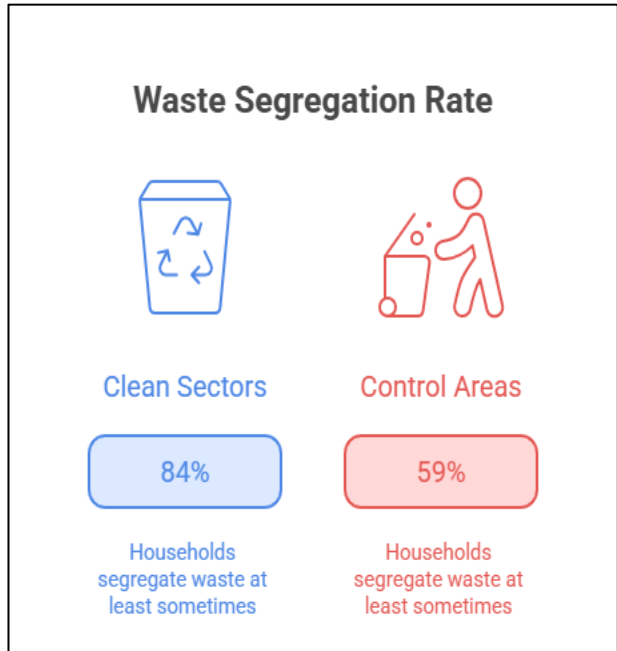 Waste Segregation Rate
Clean Sectors
Control Areas
84%
59%
Households
segregate waste at
least sometimes
Households
segregate waste at
least sometimes